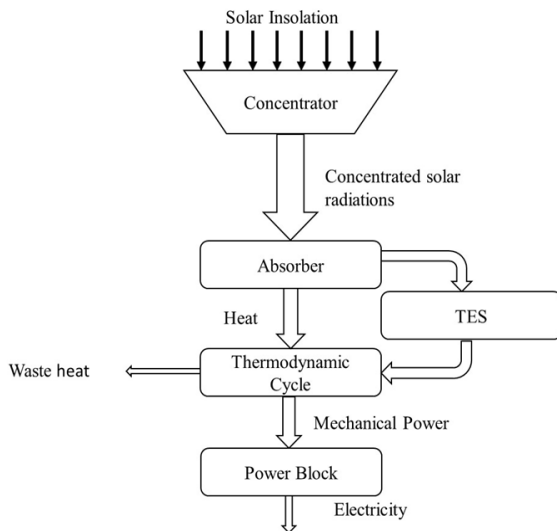 Solar Insolation
Concentrator
Concentrated solar
radiations
Absorber
TES
Heat
Waste heat
Thermodynamic
Cycle
Mechanical Power
Power Block
Electricity